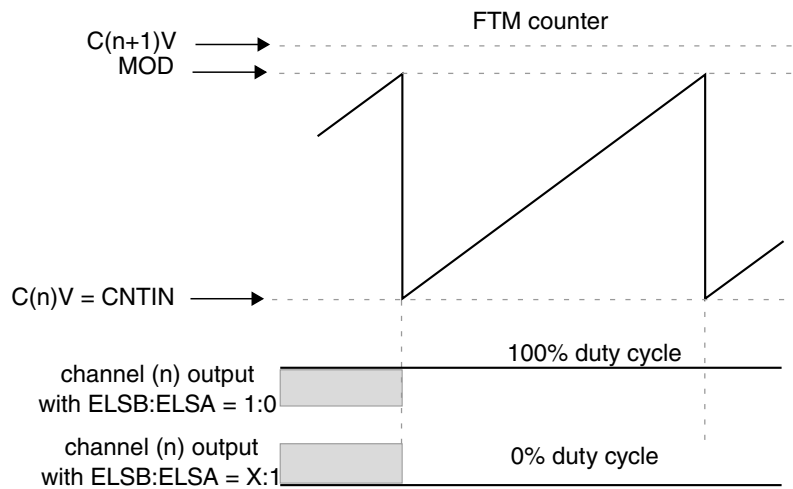 FTM counter
C(n+1)V
MOD
C(n)V = CNTIN
100% duty cycle
channel (n) output
with ELSB:ELSA = 1:0
channel (n) output
with ELSB:ELSA = X:1
0% duty cycle